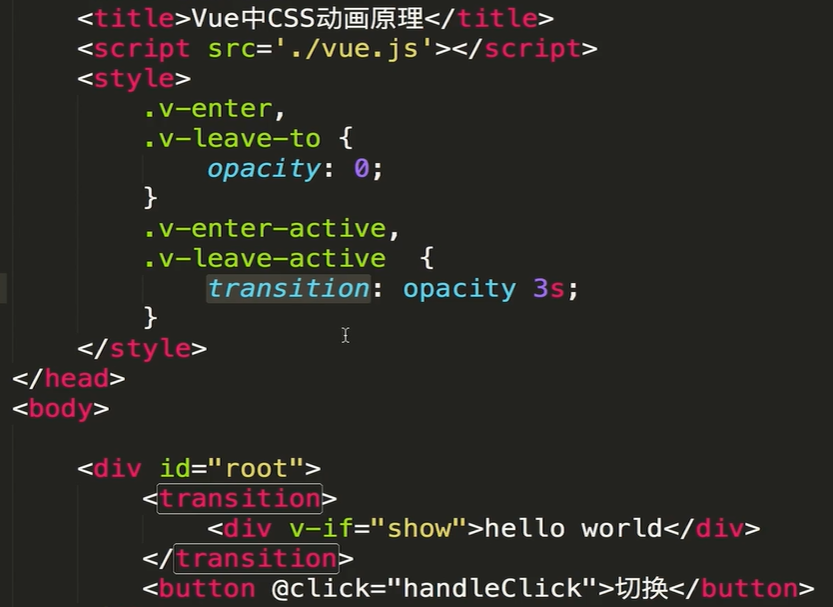 <title>Vue中CSS动画原理</title>
<script src='./vue.js'></script>
<style>
.v-enter,
.v-leave-to {
opacity: 0;
}
.v-enter-active,
.v-leave-active  {
transition: opacity 3s;
}
</style>
</head>
<body>
<div id="root">
<transition>
<div v-if="show">hello world</div>
</transition>
<button @click="handleClick">切换</button>